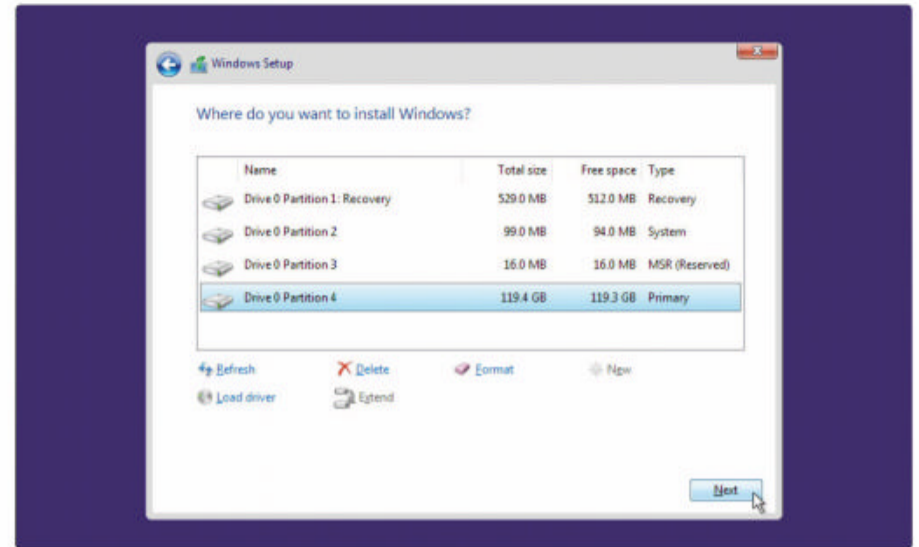 Windows Setup
Where do you want to install Windows?
Name Total size Free space Type
Drive 0 Partition 1: Recovery 529.0 MB 512.0 MB Recovery
Drive 0 Partition 2 99.0 MB 94.0 MB System
Drive 0 Partition 3 16.0 MB 16.0 MB MSR (Reserved)
Drive 0 Partition 4 119.4 GB 119.3 GB Primary
Refresh Delete Format New
Load driver Extend
Next